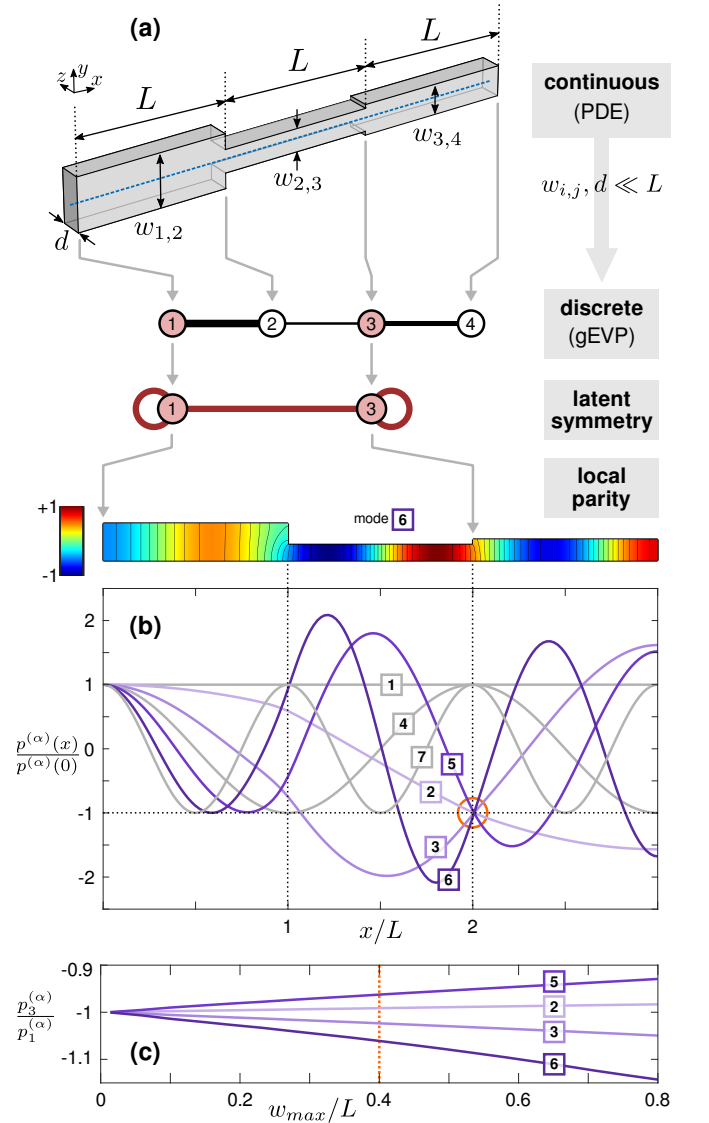 (a)
L
L
L
z y x
continuous
(PDE)
w3,4
w2,3
w1,2
wi,j, d ≪ L
d
1 2 3 4
discrete
(gEVP)
1 3
latent
symmetry
local
parity
+1
-1
mode 6
(b)
2
1
0
-1
-2
p(α)(x)
p(α)(0)
1
4
7
5
2
3
6
1
x/L
2
-0.9
-1
-1.1
p3(α)
p1(α)
5
2
3
6
(c)
0 0.2 0.4 0.6 0.8
wmax/L